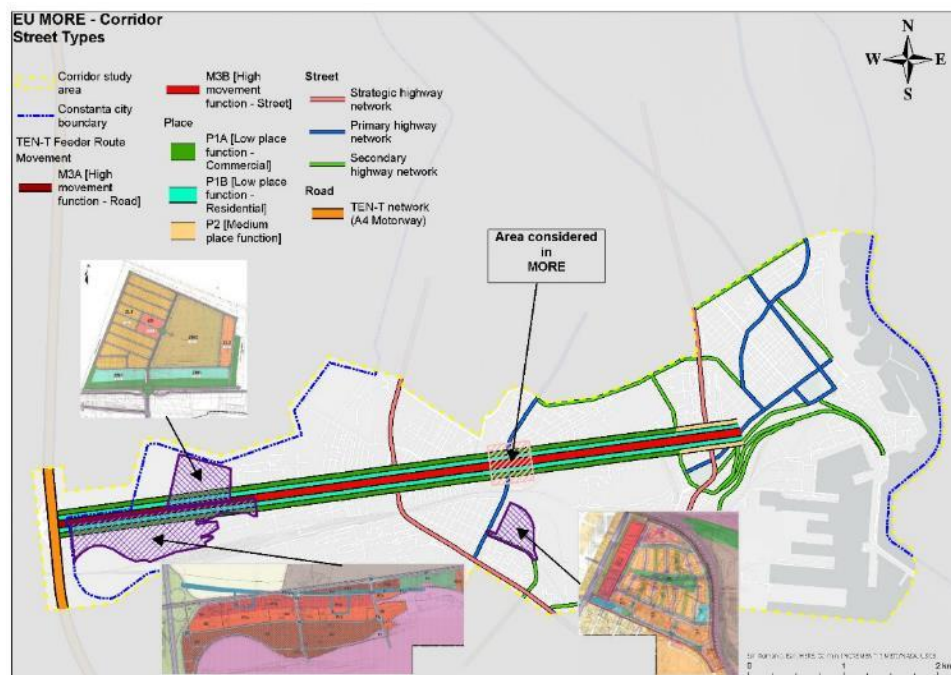 EU MORE - Corridor
Street Types
Corridor study
area
Constanta city
boundary
TEN-T Feeder Route
Movement
M3A [High
movement
function - Road]
M3B [High
movement
function - Street]
Place
P1A [Low place
function -
Commercial]
P1B [Low place
function -
Residential]
P2 [Medium
place function]
Street
Strategic highway
network
Primary highway
network
Secondary
highway network
Road
TEN-T network
(A4 Motorway)
N
W E
S
Area considered
in
MORE
0 1 2 km